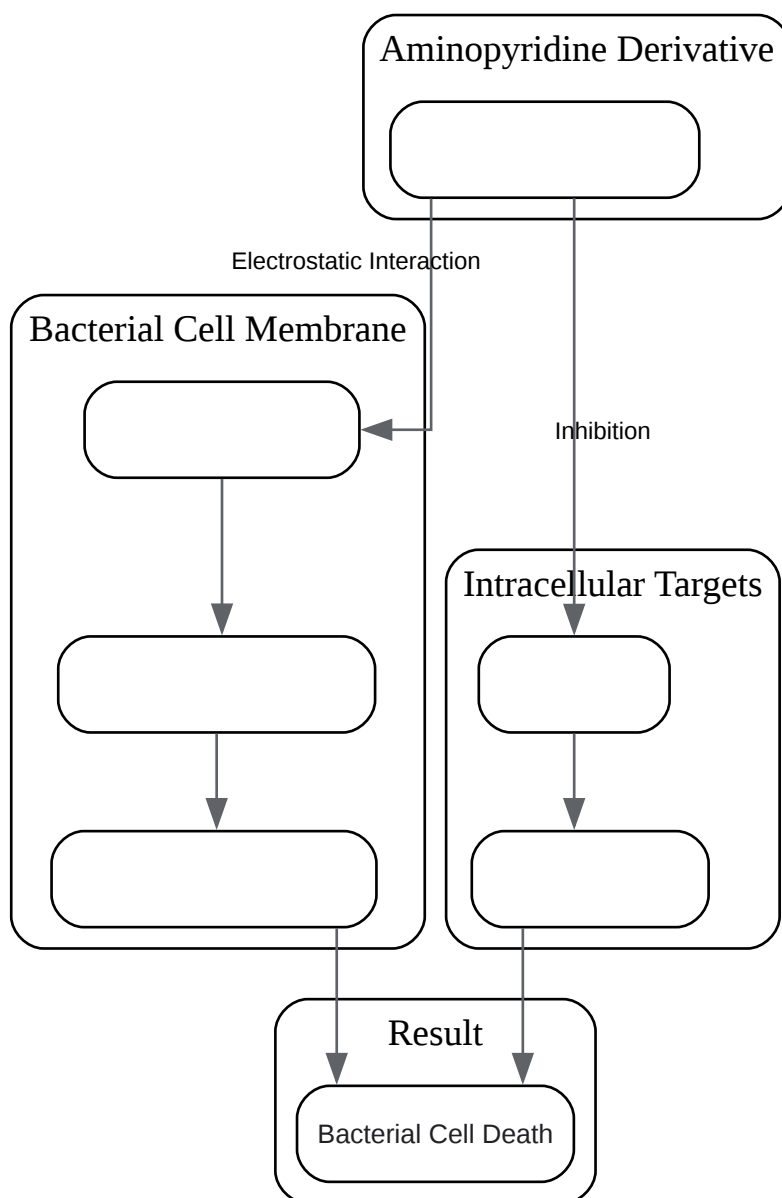 Aminopyridine Derivative
Electrostatic Interaction
Bacterial Cell Membrane
Inhibition
Intracellular Targets
Result
Bacterial Cell Death